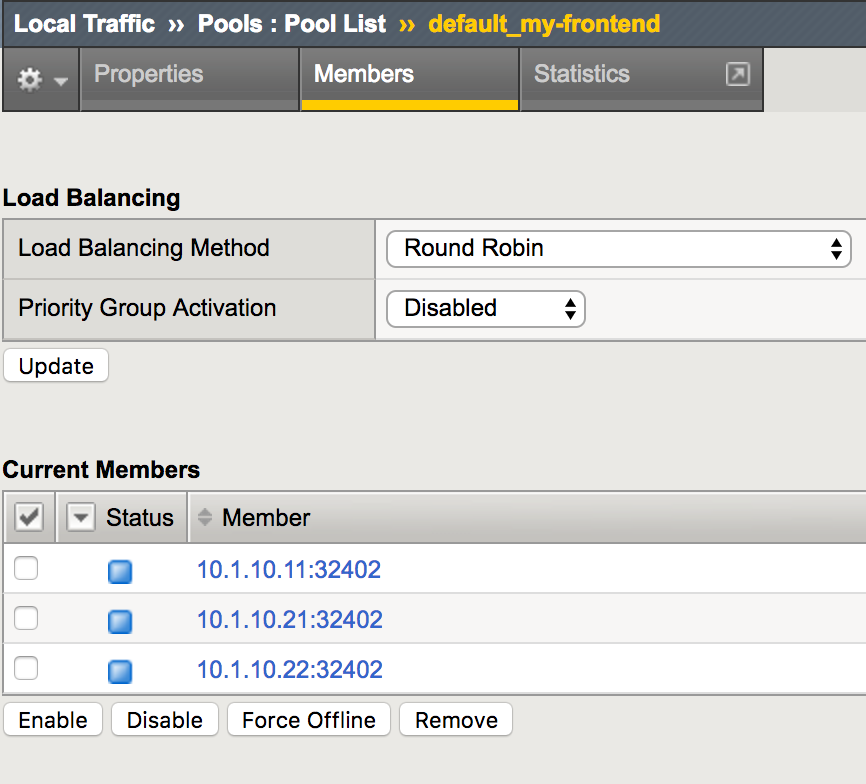 Local Traffic » Pools : Pool List » default_my-frontend
Properties Members Statistics
Load Balancing
Load Balancing Method Round Robin
Priority Group Activation Disabled
Update
Current Members
Status Member
10.1.10.11:32402
10.1.10.21:32402
10.1.10.22:32402
Enable Disable Force Offline Remove